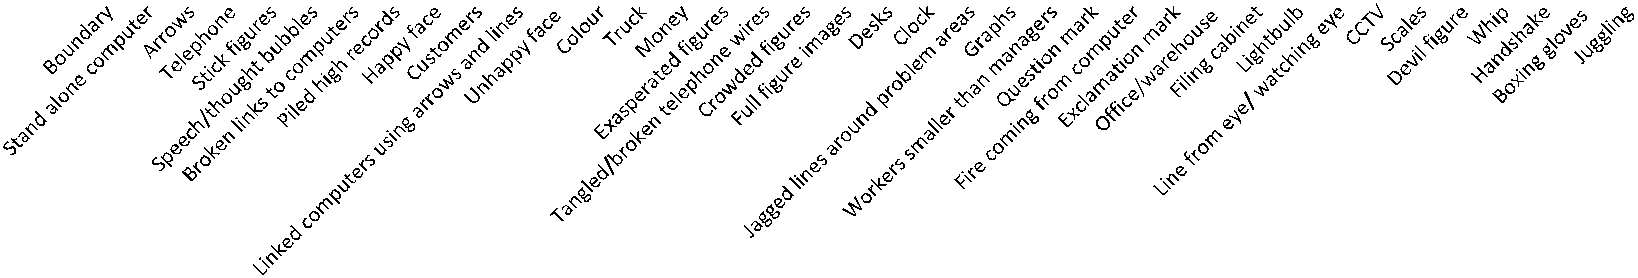 Boundary
Stand alone computer
Arrows
Telephone
Stick figures
Speech/thought bubbles
Broken links to computers
Piled high records
Happy face
Customers
Linked computers using arrows and lines
Unhappy face
Colour
Truck
Money
Exasperated figures
Tangled/broken telephone wires
Crowded figures
Full figure images
Desks
Clock
Jagged lines around problem areas
Graphs
Workers smaller than managers
Question mark
Fire coming from computer
Exclamation mark
Office/warehouse
Filing cabinet
Lightbulb
Line from eye/ watching eye
CCTV
Scales
Devil figure
Whip
Handshake
Boxing gloves
Juggling